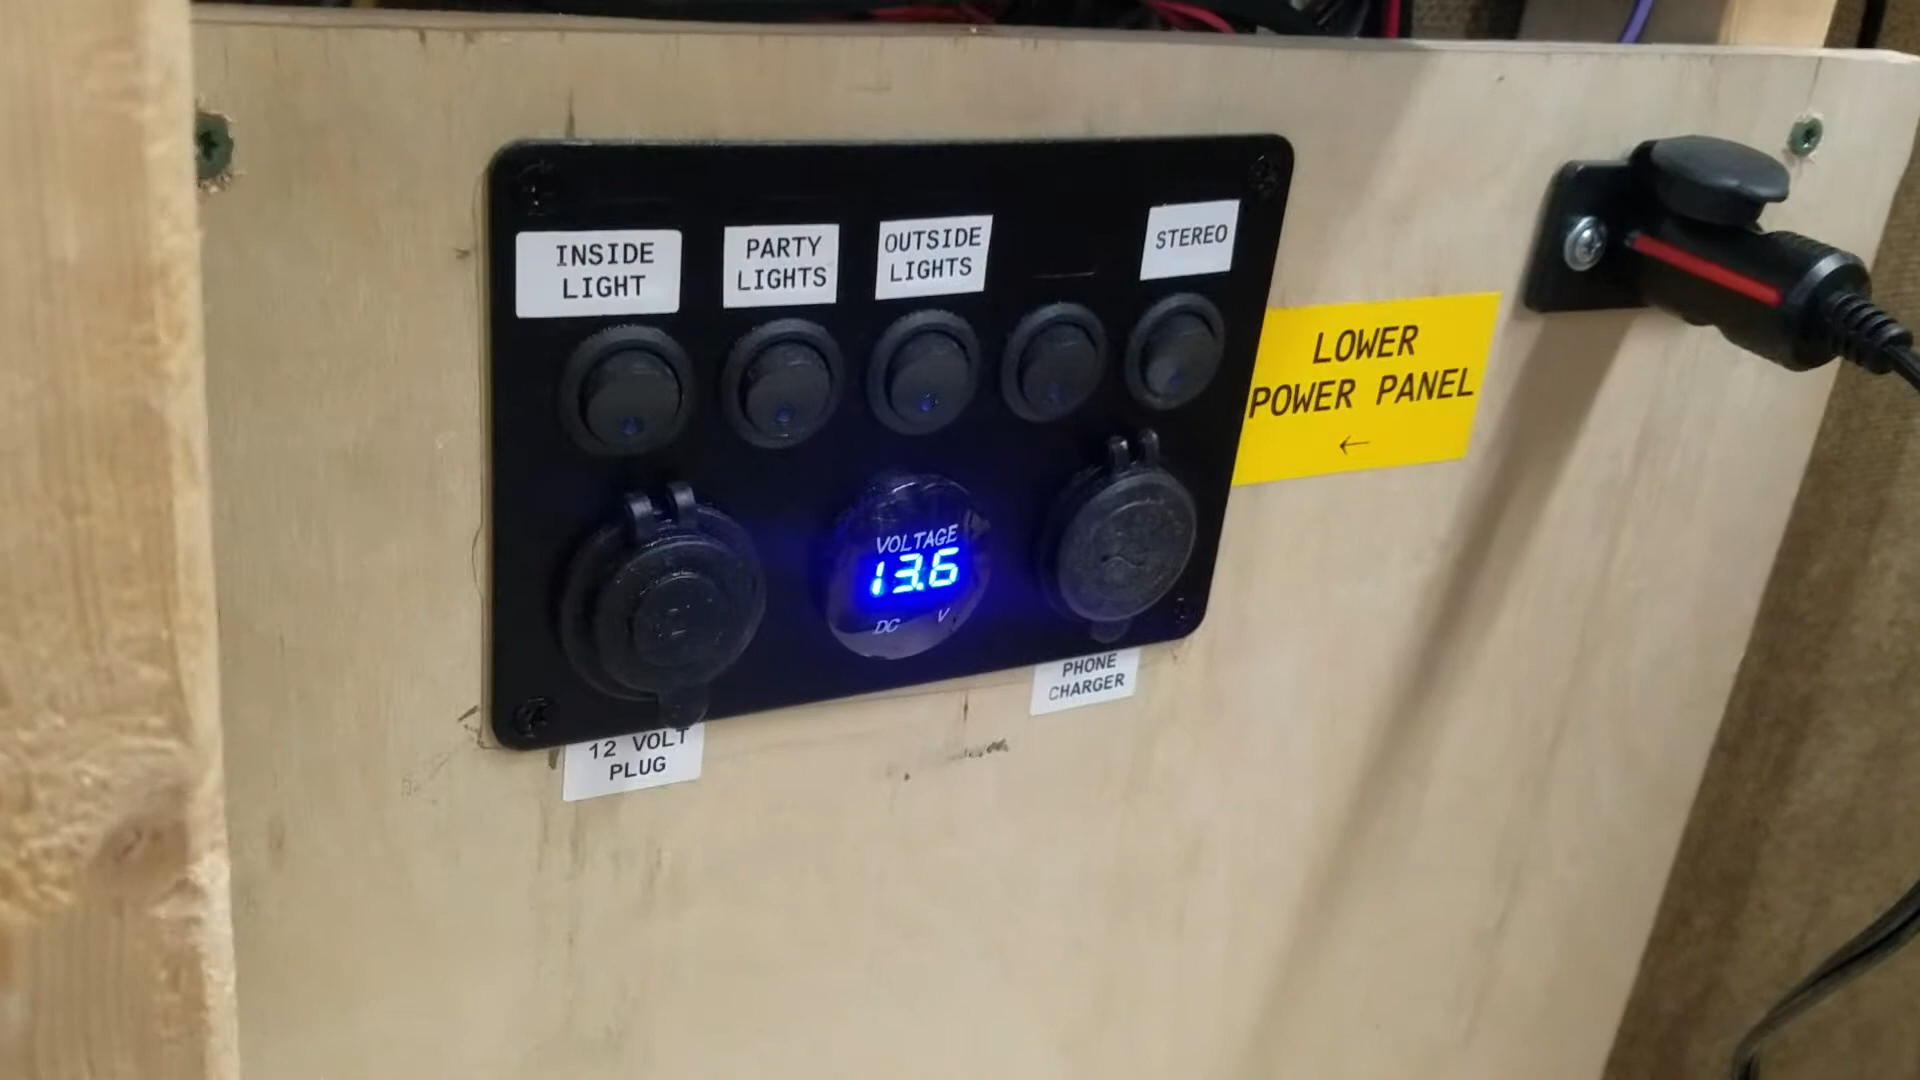 INSIDE
LIGHT
PARTY
LIGHTS
OUTSIDE
LIGHTS
STEREO
LOWER
POWER PANEL
←
VOLTAGE
13.6
DC V
PHONE
CHARGER
12 VOLT
PLUG